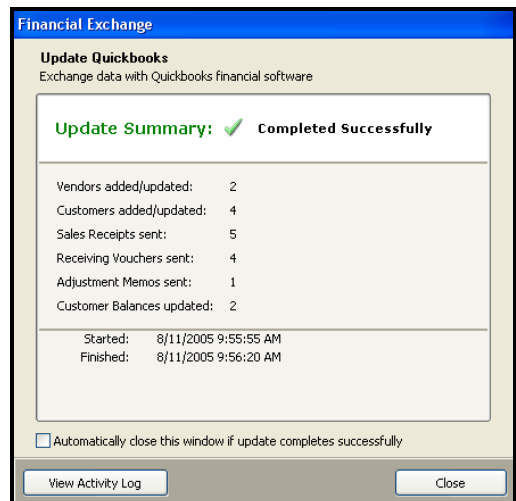 Financial Exchange
Update Quickbooks
Exchange data with Quickbooks financial software
Update Summary: Completed Successfully
Vendors added/updated: 2
Customers added/updated: 4
Sales Receipts sent: 5
Receiving Vouchers sent: 4
Adjustment Memos sent: 1
Customer Balances updated: 2
Started: 8/11/2005 9:55:55 AM
Finished: 8/11/2005 9:56:20 AM
Automatically close this window if update completes successfully
View Activity Log Close